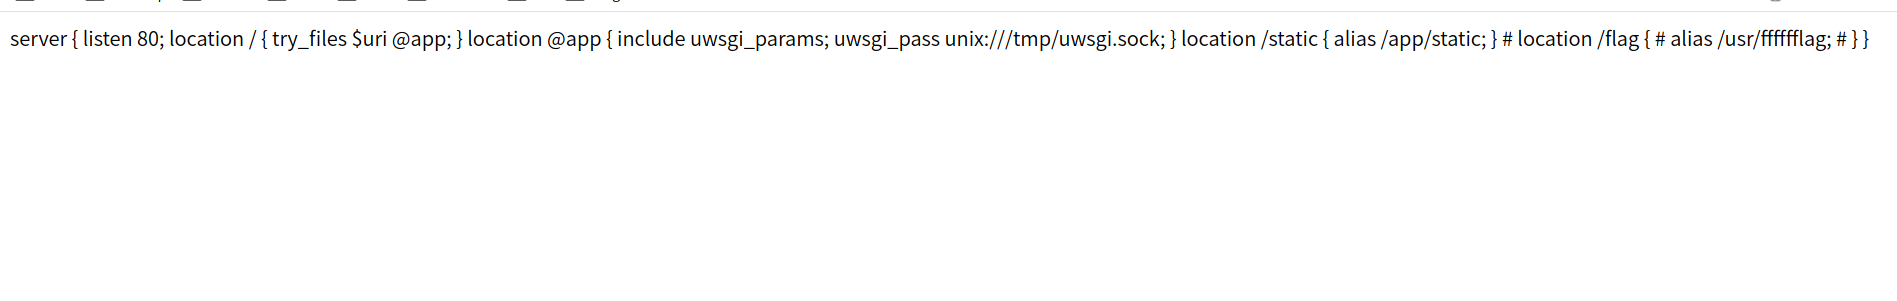 server { listen 80; location / { try_files $uri @app; } location @app { include uwsgi_params; uwsgi_pass unix:///tmp/uwsgi.sock; } location /static { alias /app/static; } # location /flag { # alias /usr/fffffflag; # } }